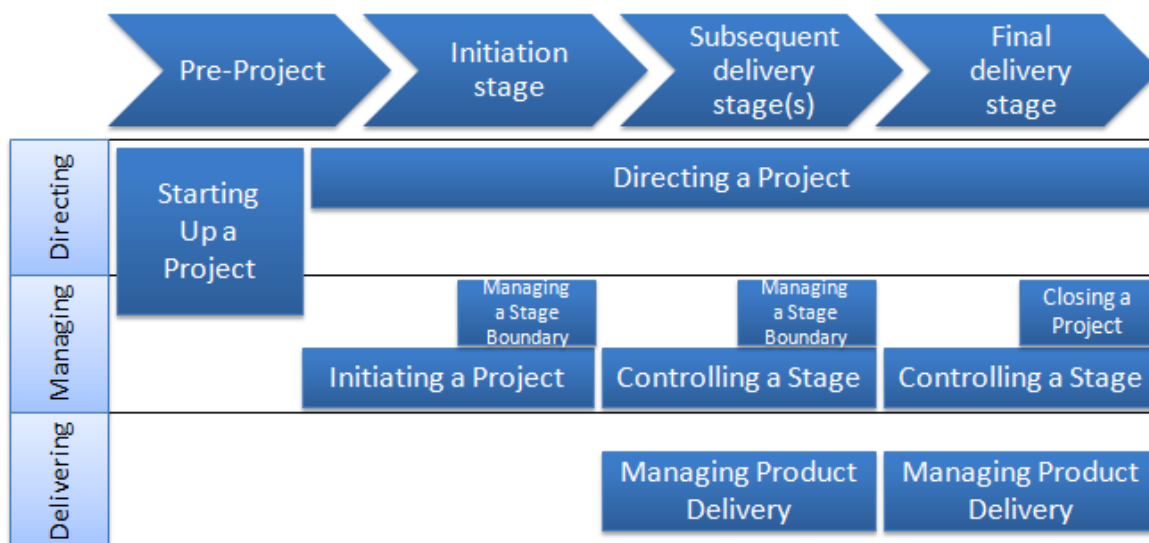 Pre-Project
Initiation
stage
Subsequent
delivery
stage(s)
Final
delivery
stage
Directing
Starting
Up a
Project
Directing a Project
Managing
Managing
a Stage
Boundary
Managing
a Stage
Boundary
Closing a
Project
Initiating a Project
Controlling a Stage
Controlling a Stage
Delivering
Managing Product
Delivery
Managing Product
Delivery